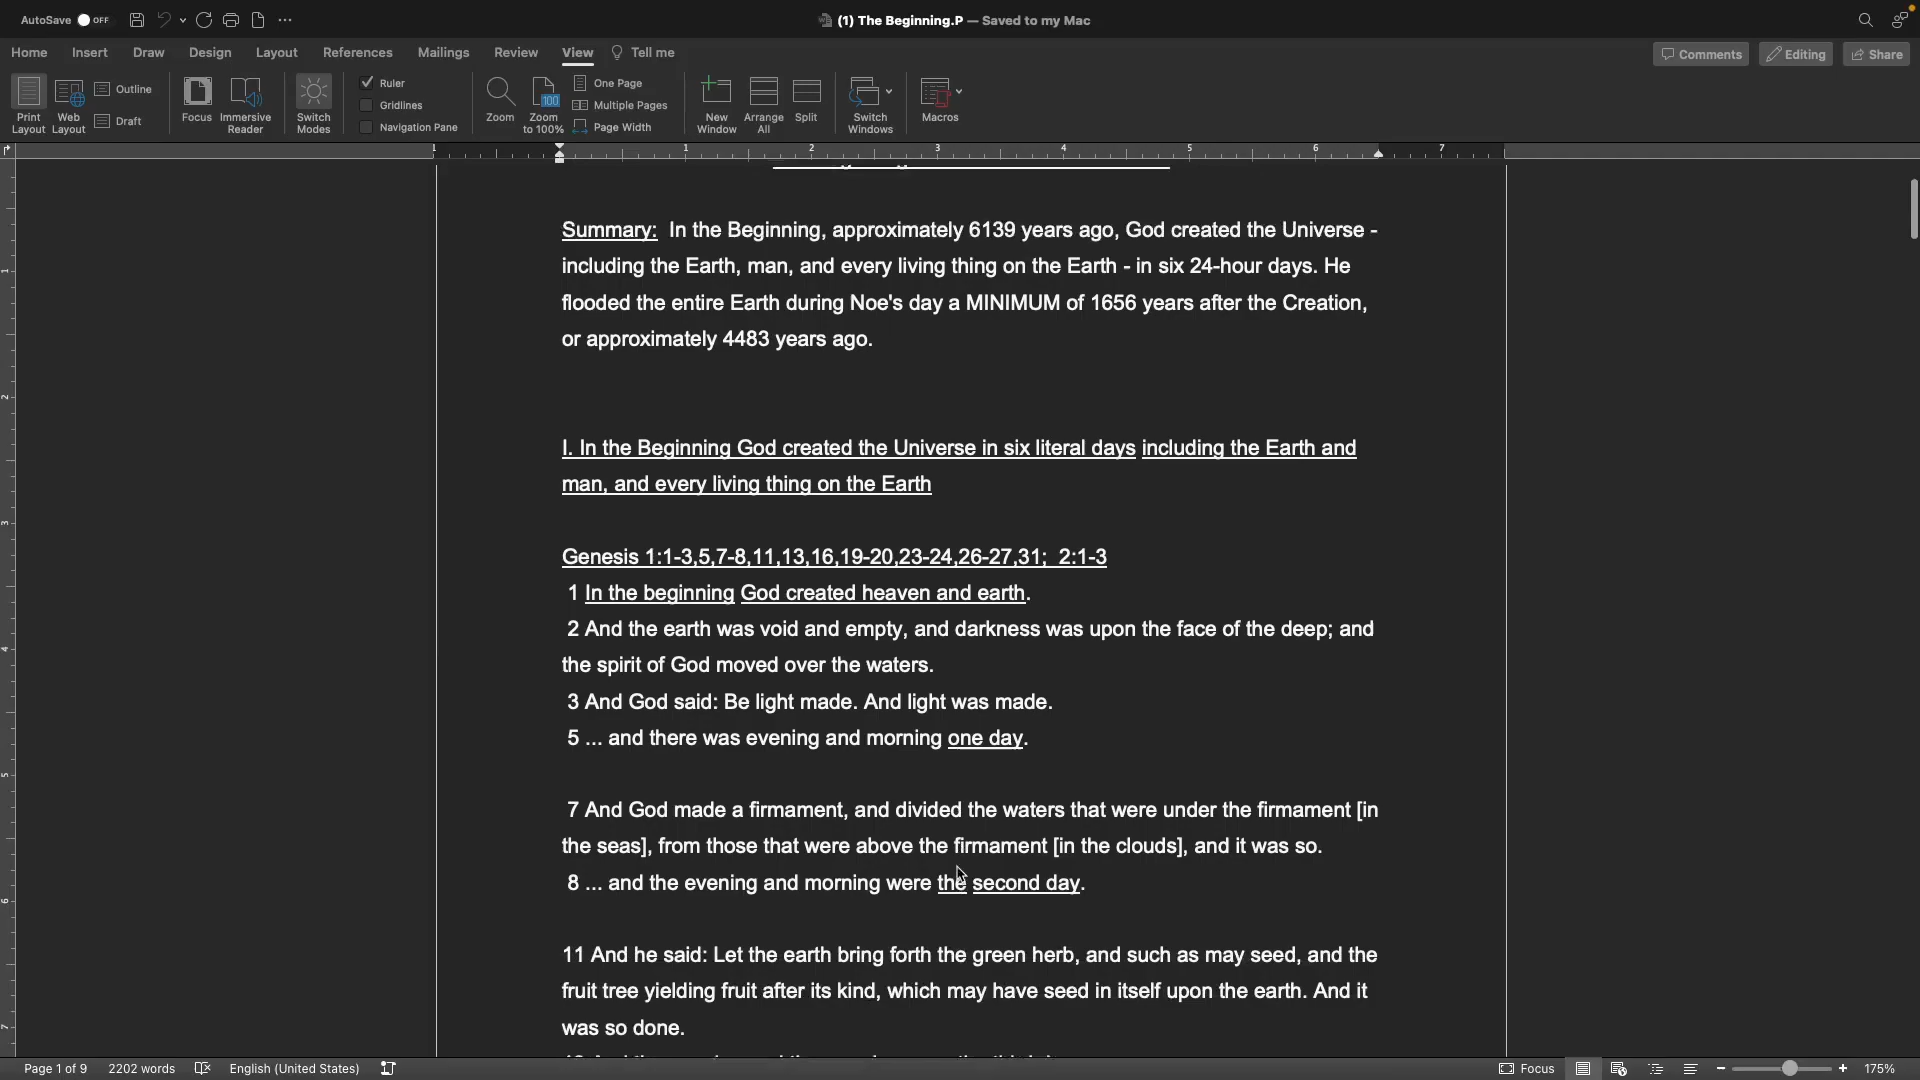 AutoSave OFF
(1) The Beginning.P — Saved to my Mac
Home Insert Draw Design Layout References Mailings Review View Tell me
Comments Editing Share
Print Layout
Web Layout
Outline
Draft
Focus
Immersive Reader
Switch Modes
Ruler
Gridlines
Navigation Pane
Zoom
100
Zoom to 100%
One Page
Multiple Pages
Page Width
New Window
Arrange All
Split
Switch Windows
Macros
1 1 2 3 4 5 6 7
Summary: In the Beginning, approximately 6139 years ago, God created the Universe -
including the Earth, man, and every living thing on the Earth - in six 24-hour days. He
flooded the entire Earth during Noe's day a MINIMUM of 1656 years after the Creation,
or approximately 4483 years ago.
I. In the Beginning God created the Universe in six literal days including the Earth and
man, and every living thing on the Earth
Genesis 1:1-3,5,7-8,11,13,16,19-20,23-24,26-27,31; 2:1-3
1 In the beginning God created heaven and earth.
2 And the earth was void and empty, and darkness was upon the face of the deep; and
the spirit of God moved over the waters.
3 And God said: Be light made. And light was made.
5 ... and there was evening and morning one day.
7 And God made a firmament, and divided the waters that were under the firmament [in
the seas], from those that were above the firmament [in the clouds], and it was so.
8 ... and the evening and morning were the second day.
11 And he said: Let the earth bring forth the green herb, and such as may seed, and the
fruit tree yielding fruit after its kind, which may have seed in itself upon the earth. And it
was so done.
Page 1 of 9 2202 words English (United States) Focus 175%